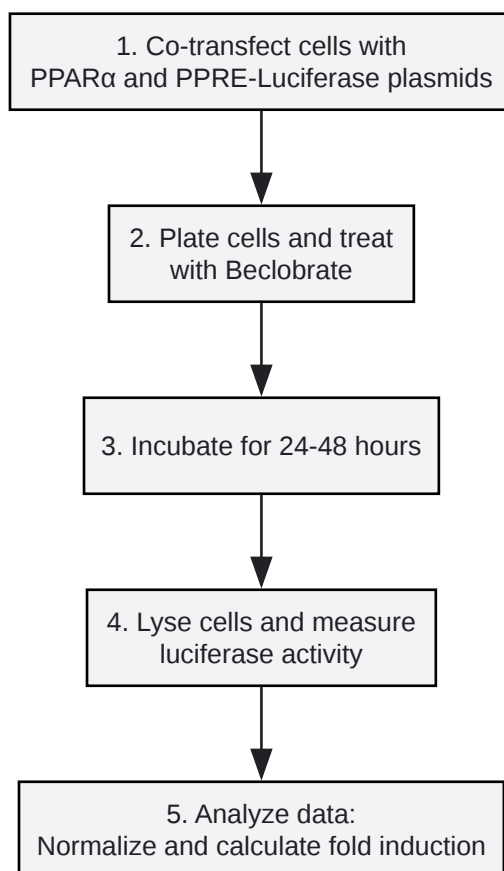 1. Co-transfect cells with
PPARα and PPRE-Luciferase plasmids
2. Plate cells and treat
with Beclobrate
3. Incubate for 24-48 hours
4. Lyse cells and measure
luciferase activity
5. Analyze data:
Normalize and calculate fold induction